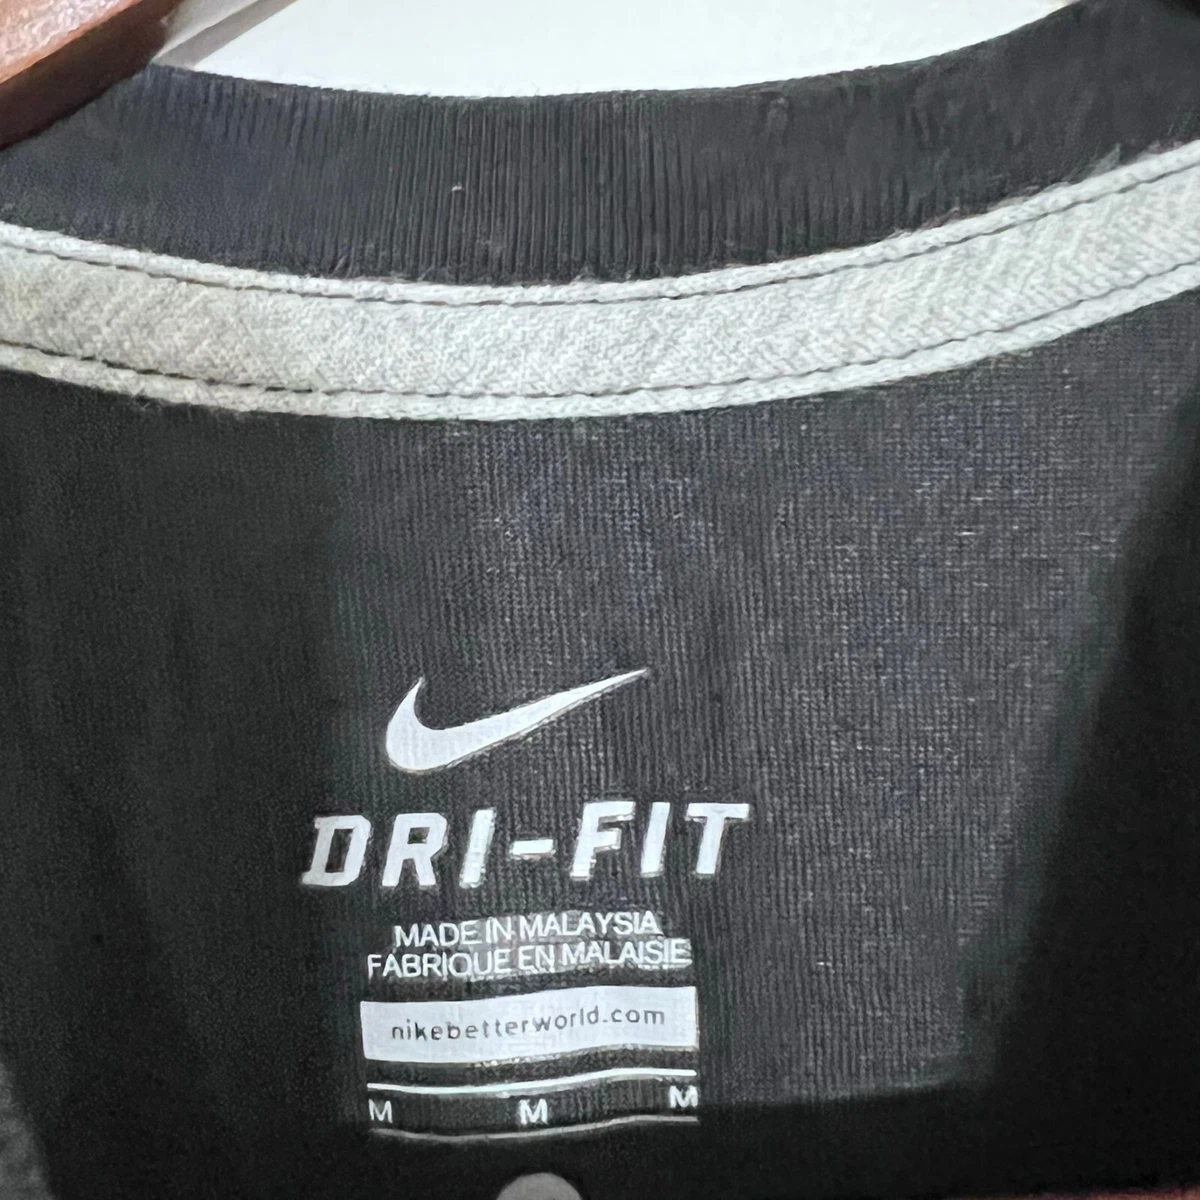 DRI-FIT
MADE IN MALAYSIA
FABRIQUE EN MALAISIE
nikebetterworld.com
M M M